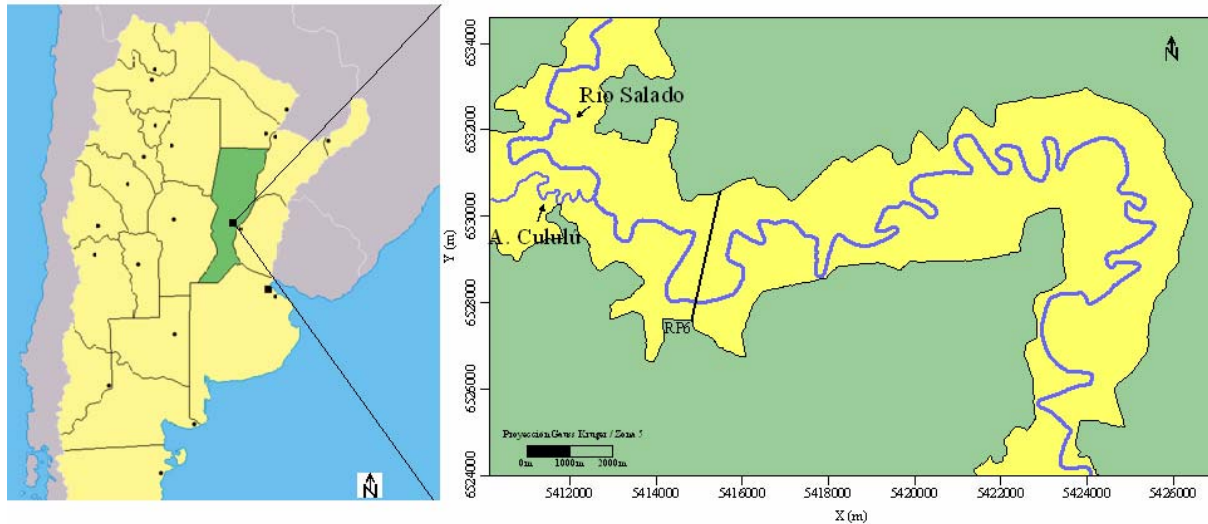 N
N
Río Salado
A. Cululú
RP6
Proyección Gauss Kruger / Zona 5
0m 1000m 2000m
Y (m)
6534000
6532000
6530000
6528000
6526000
6524000
5412000 5414000 5416000 5418000 5420000 5422000 5424000 5426000
X (m)